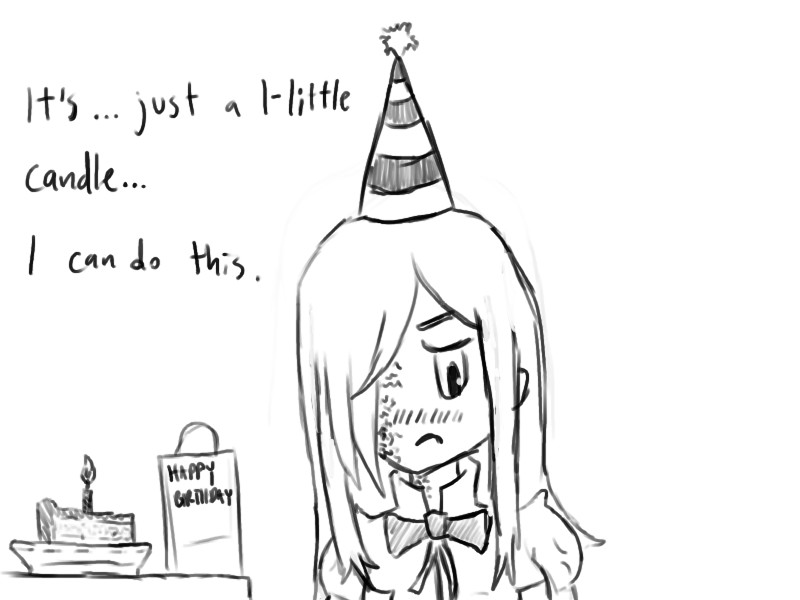 It's... just a l-little
candle...
I can do this.
HAPPY
BIRTHDAY